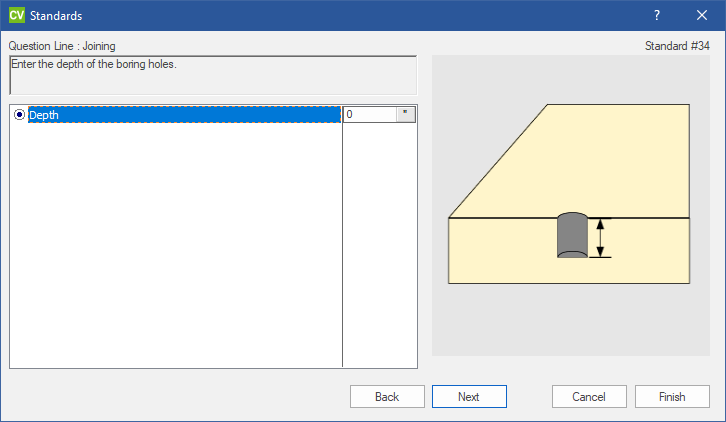 CV Standards ?
Question Line : Joining Standard #34
Enter the depth of the boring holes.
Depth 0 "
Back Next Cancel Finish